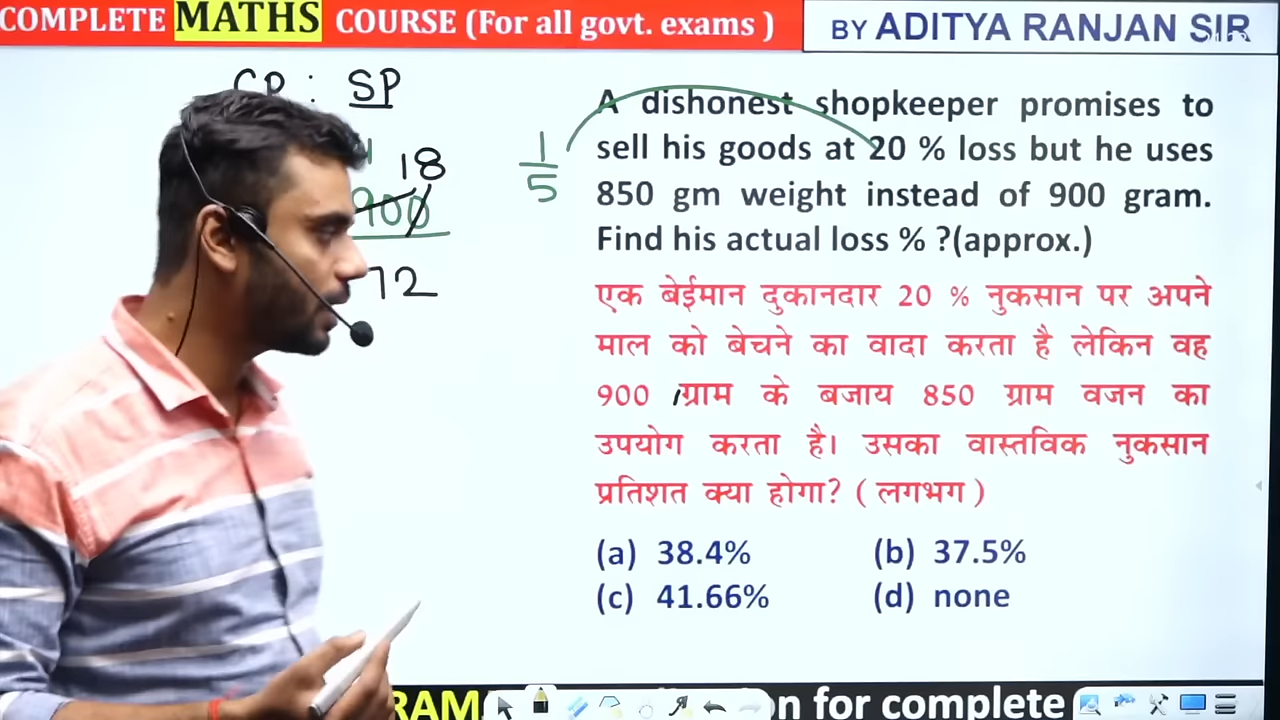 COMPLETE MATHS COURSE (For all govt. exams )
BY ADITYA RANJAN SIR
CP : SP
18
900
72
1
5
A dishonest shopkeeper promises to
sell his goods at 20 % loss but he uses
850 gm weight instead of 900 gram.
Find his actual loss % ?(approx.)
एक बेईमान दुकानदार 20 % नुकसान पर अपने
माल को बेचने का वादा करता है लेकिन वह
900 ग्राम के बजाय 850 ग्राम वजन का
उपयोग करता है। उसका वास्तविक नुकसान
प्रतिशत क्या होगा? ( लगभग )
(a) 38.4% (b) 37.5%
(c) 41.66% (d) none
RAM
n for complete